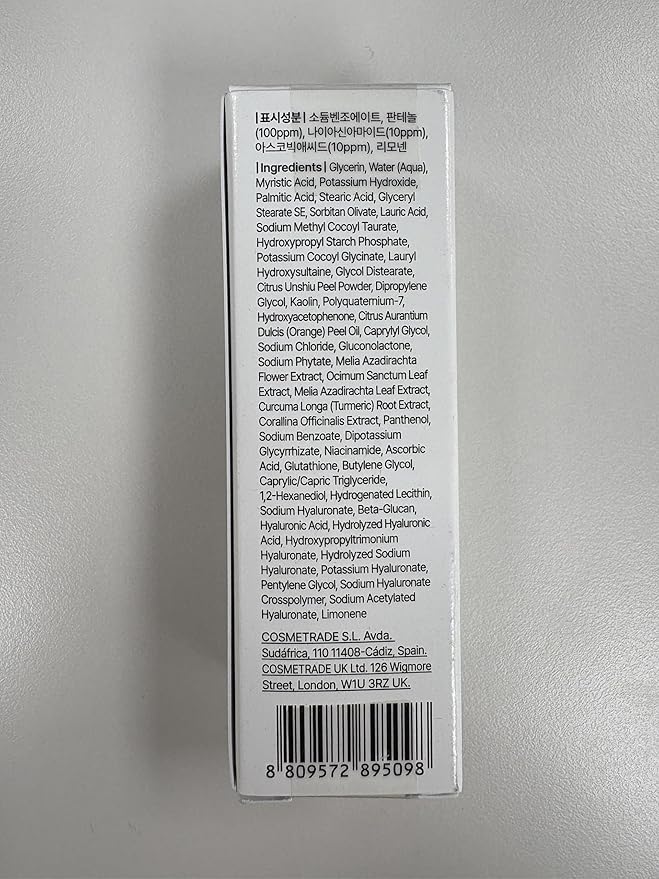 |표시성분| 소듐벤조에이트, 판테놀
(100ppm), 나이아신아마이드(10ppm),
아스코빅애씨드(10ppm), 리모넨
|Ingredients| Glycerin, Water (Aqua),
Myristic Acid, Potassium Hydroxide,
Palmitic Acid, Stearic Acid, Glyceryl
Stearate SE, Sorbitan Olivate, Lauric Acid,
Sodium Methyl Cocoyl Taurate,
Hydroxypropyl Starch Phosphate,
Potassium Cocoyl Glycinate, Lauryl
Hydroxysultaine, Glycol Distearate,
Citrus Unshiu Peel Powder, Dipropylene
Glycol, Kaolin, Polyquaternium-7,
Hydroxyacetophenone, Citrus Aurantium
Dulcis (Orange) Peel Oil, Caprylyl Glycol,
Sodium Chloride, Gluconolactone,
Sodium Phytate, Melia Azadirachta
Flower Extract, Ocimum Sanctum Leaf
Extract, Melia Azadirachta Leaf Extract,
Curcuma Longa (Turmeric) Root Extract,
Corallina Officinalis Extract, Panthenol,
Sodium Benzoate, Dipotassium
Glycyrrhizate, Niacinamide, Ascorbic
Acid, Glutathione, Butylene Glycol,
Caprylic/Capric Triglyceride,
1,2-Hexanediol, Hydrogenated Lecithin,
Sodium Hyaluronate, Beta-Glucan,
Hyaluronic Acid, Hydrolyzed Hyaluronic
Acid, Hydroxypropyltrimonium
Hyaluronate, Hydrolyzed Sodium
Hyaluronate, Potassium Hyaluronate,
Pentylene Glycol, Sodium Hyaluronate
Crosspolymer, Sodium Acetylated
Hyaluronate, Limonene
COSMETRADE S.L. Avda.
Sudáfrica, 110 11408-Cádiz, Spain.
COSMETRADE UK Ltd. 126 Wigmore
Street, London, W1U 3RZ UK.
8 809572 895098